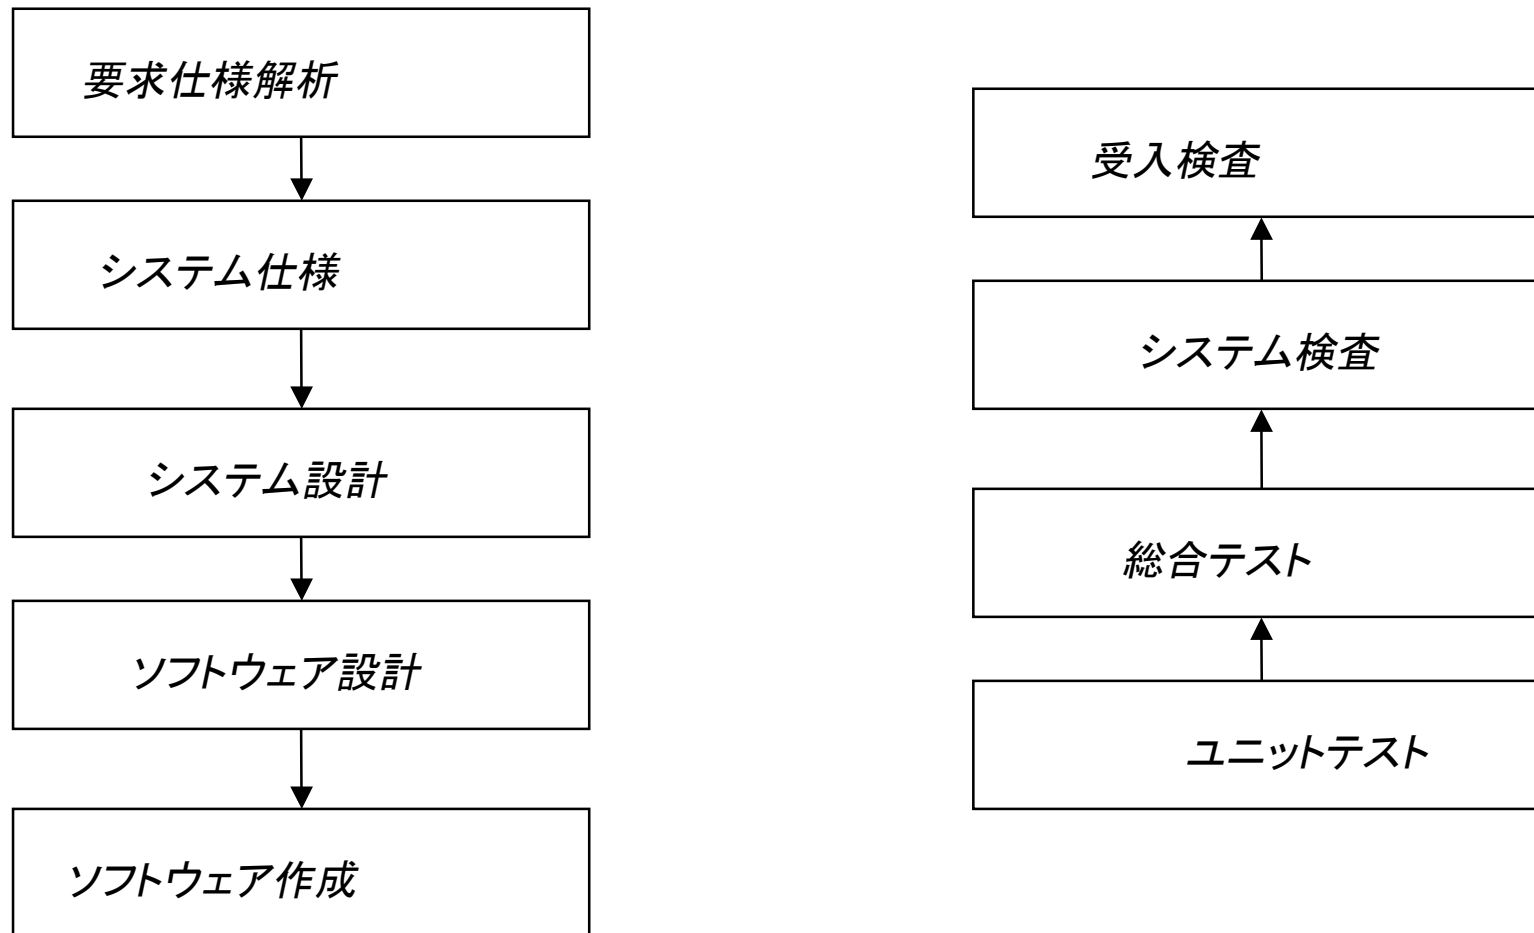 要求仕様解析
システム仕様
システム設計
ソフトウェア設計
ソフトウェア作成
受入検査
システム検査
総合テスト
ユニットテスト